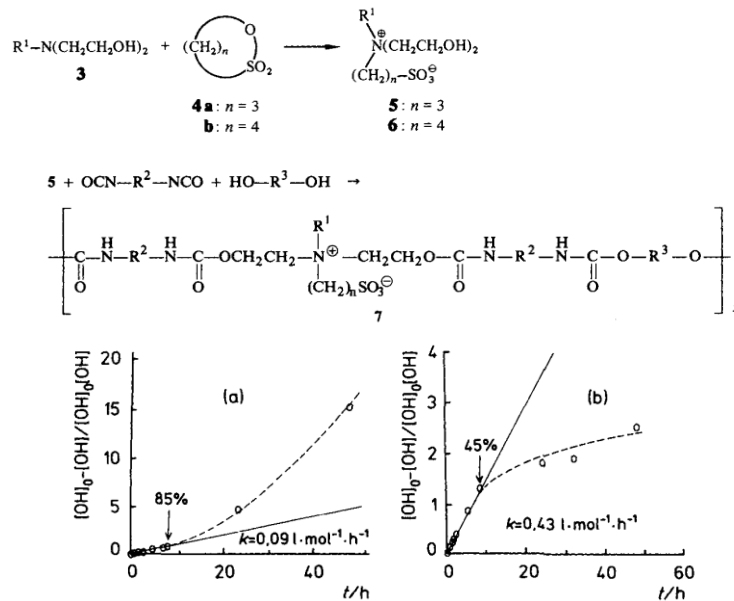 R¹−N(CH₂CH₂OH)₂ + (CH₂)ₙ O SO₂ ⟶ R¹ N⊕(CH₂CH₂OH)₂ (CH₂)ₙ−SO₃⊖
3 4a: n = 3 5 : n = 3
b: n = 4 6 : n = 4
5 + OCN−R²−NCO + HO−R³−OH →
R¹
−C−N−R²−N−C−OCH₂CH₂−N⊕−CH₂CH₂O−C−N−R²−N−C−O−R³−O−
H H H H
O O (CH₂)ₙSO₃⊖ O O
7
[OH]₀-[OH]/[OH]₀[OH]
20
15
10
5
0
(a)
85%
k=0,09 l·mol⁻¹·h⁻¹
0 20 40
t/h
[OH]₀-[OH]/[OH]₀[OH]
4
3
2
1
0
(b)
45%
k=0,43 l·mol⁻¹·h⁻¹
0 20 40 60
t/h